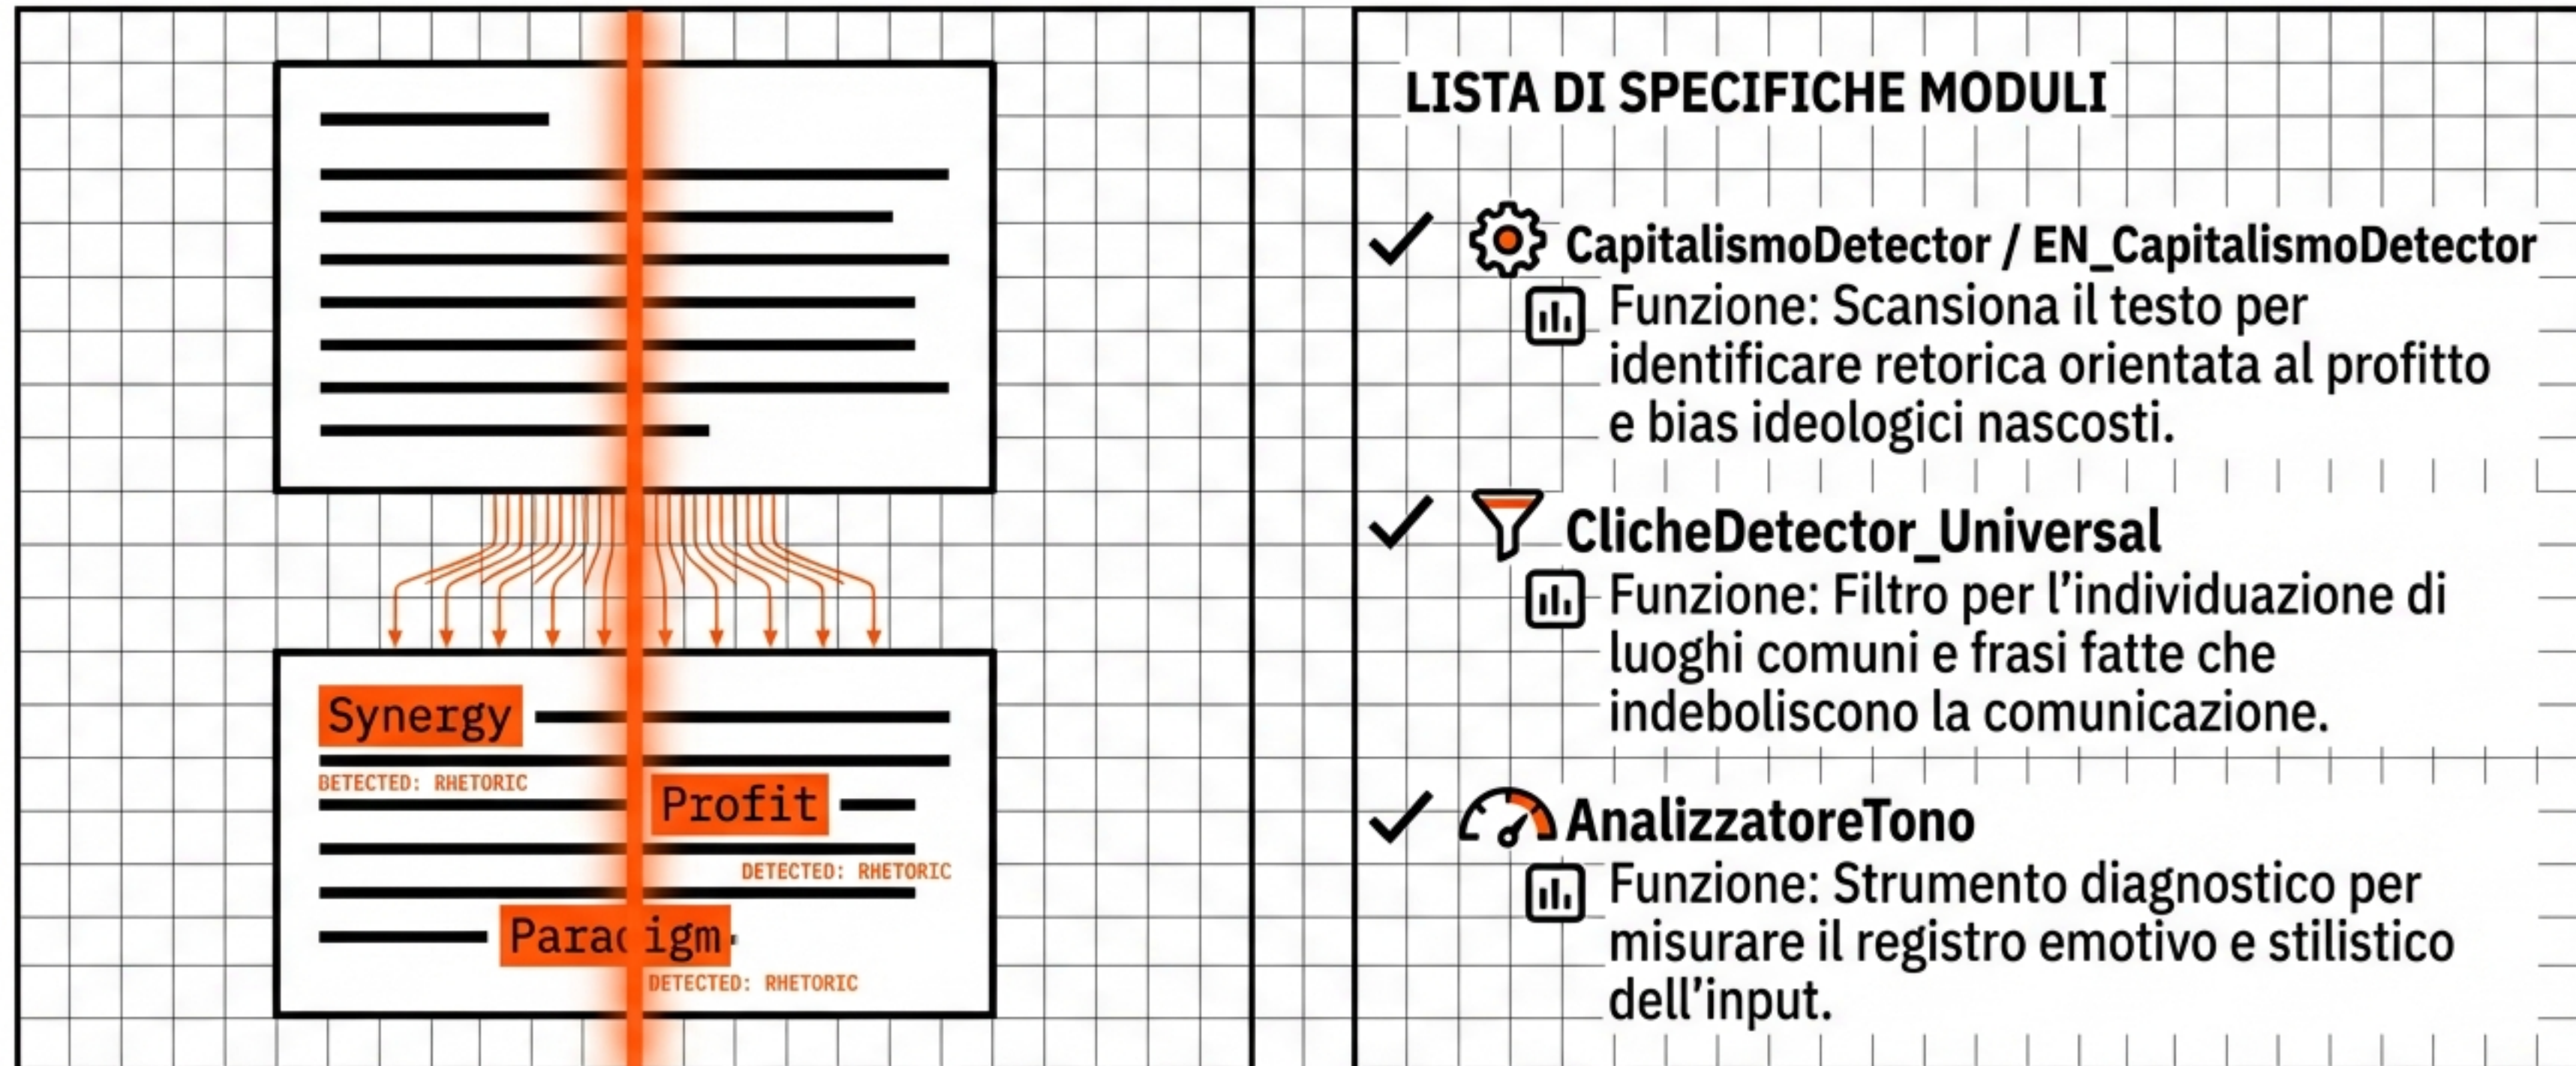 Synergy
BETECTED: RHETORIC
Profit
DETECTED: RHETORIC
Paradigm
DETECTED: RHETORIC
LISTA DI SPECIFICHE MODULI
CapitalismoDetector / EN_CapitalismoDetector
Funzione: Scansiona il testo per
identificare retorica orientata al profitto
e bias ideologici nascosti.
ClicheDetector_Universal
Funzione: Filtro per l’individuazione di
luoghi comuni e frasi fatte che
indeboliscono la comunicazione.
AnalizzatoreTono
Funzione: Strumento diagnostico per
misurare il registro emotivo e stilistico
dell’input.